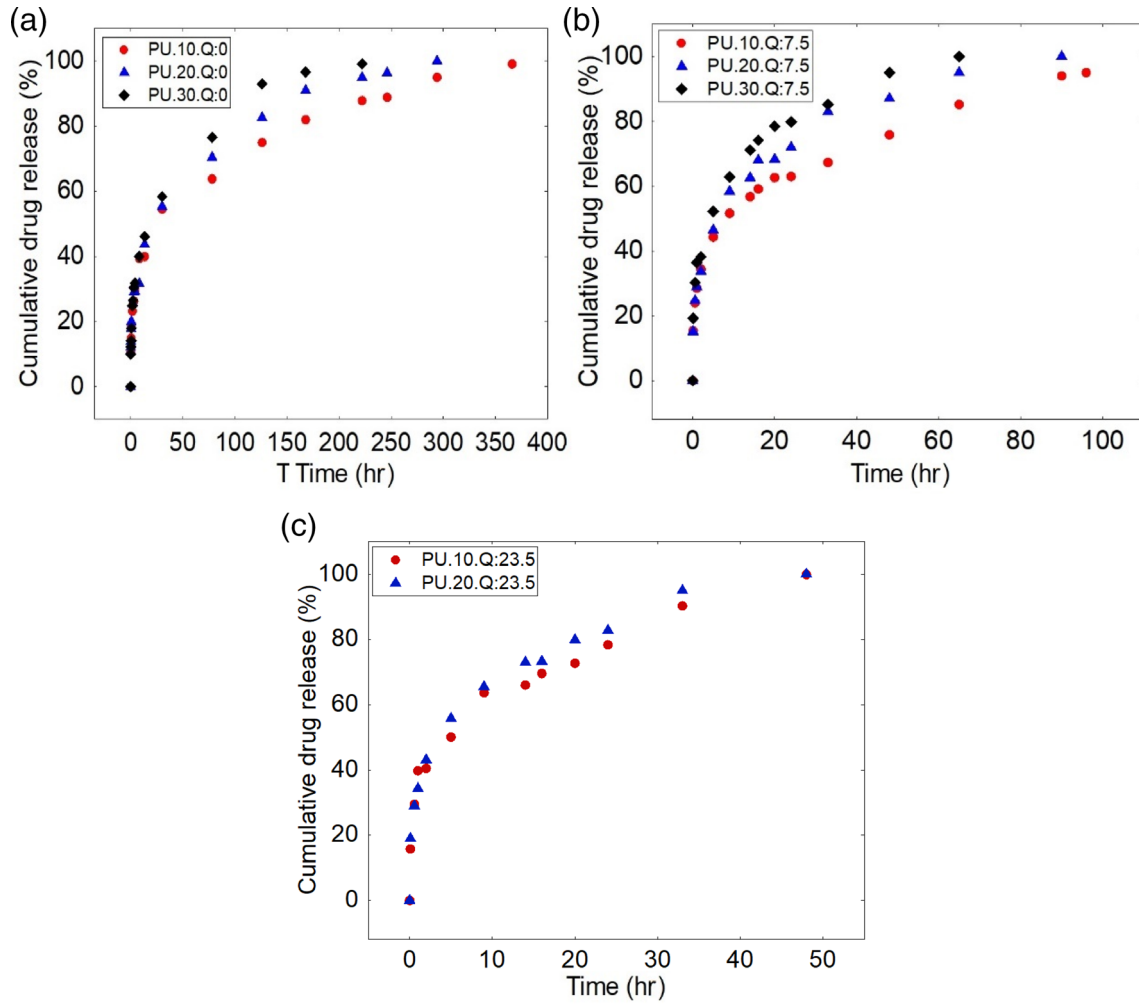 (a)
PU.10.Q:0
PU.20.Q:0
PU.30.Q:0
Cumulative drug release (%)
100
80
60
40
20
0
0 50 100 150 200 250 300 350 400
T Time (hr)
(b)
PU.10.Q:7.5
PU.20.Q:7.5
PU.30.Q:7.5
Cumulative drug release (%)
100
80
60
40
20
0
0 20 40 60 80 100
Time (hr)
(c)
PU.10.Q:23.5
PU.20.Q:23.5
Cumulative drug release (%)
100
80
60
40
20
0
0 10 20 30 40 50
Time (hr)